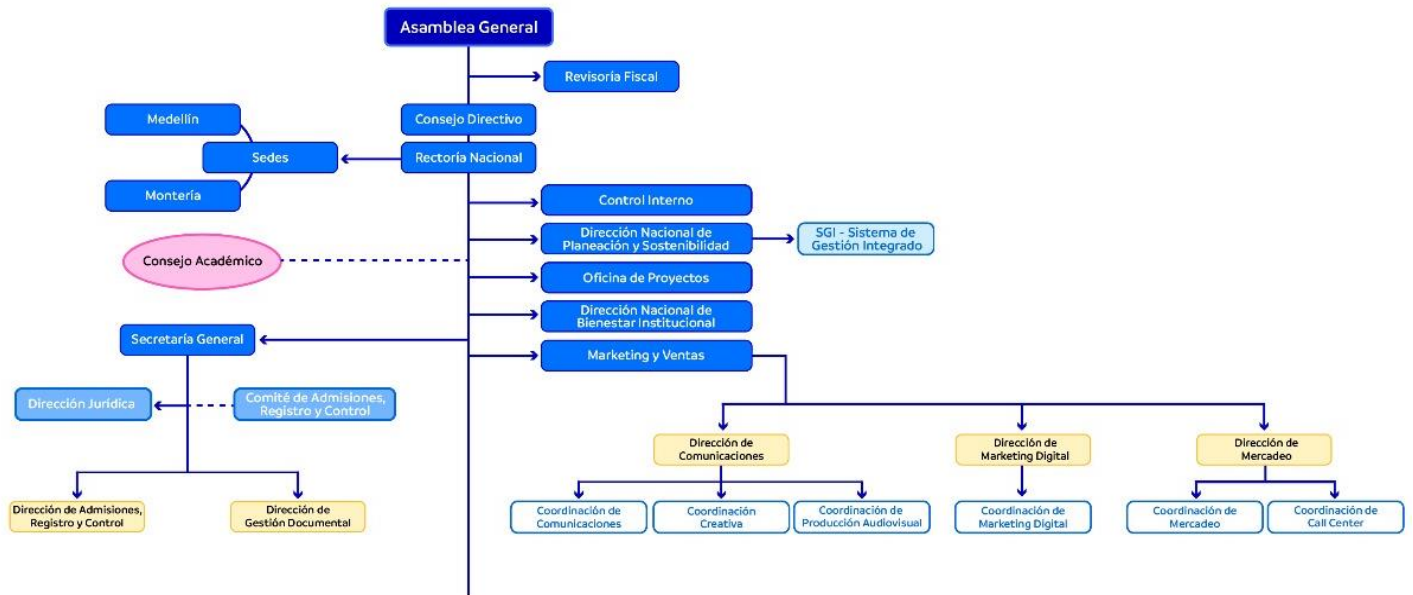 Asamblea General
Revisoría Fiscal
Consejo Directivo
Medellín
Sedes
Rectoría Nacional
Montería
Control Interno
Dirección Nacional de
Planeación y Sostenibilidad
SGI - Sistema de
Gestión Integrado
Consejo Académico
Oficina de Proyectos
Dirección Nacional de
Bienestar Institucional
Secretaría General
Marketing y Ventas
Dirección Jurídica
Comité de Admisiones,
Registro y Control
Dirección de
Comunicaciones
Dirección de
Marketing Digital
Dirección de
Mercadeo
Dirección de Admisiones,
Registro y Control
Dirección de
Gestión Documental
Coordinación de
Comunicaciones
Coordinación
Creativa
Coordinación de
Producción Audiovisual
Coordinación de
Marketing Digital
Coordinación de
Mercadeo
Coordinación de
Call Center